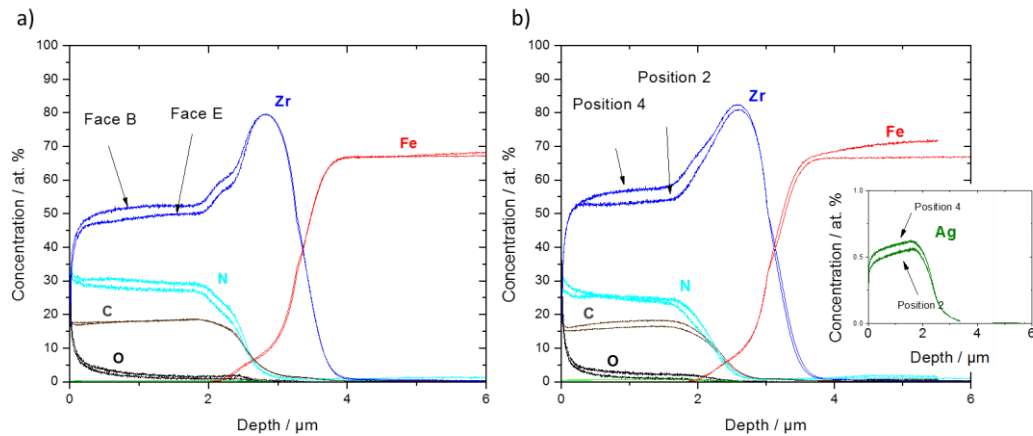 a)
Concentration / at. %
100
90
80
70
60
50
40
30
20
10
0
Face B
Face E
Zr
Fe
N
C
O
0
2
4
6
Depth / µm
b)
Concentration / at. %
100
90
80
70
60
50
40
30
20
10
0
Position 2
Position 4
Zr
Fe
N
C
O
0
1
2
3
4
5
6
Depth / µm
Concentration / at. %
1.0
0.5
0.0
Position 4
Ag
Position 2
0
2
4
6
Depth / µm